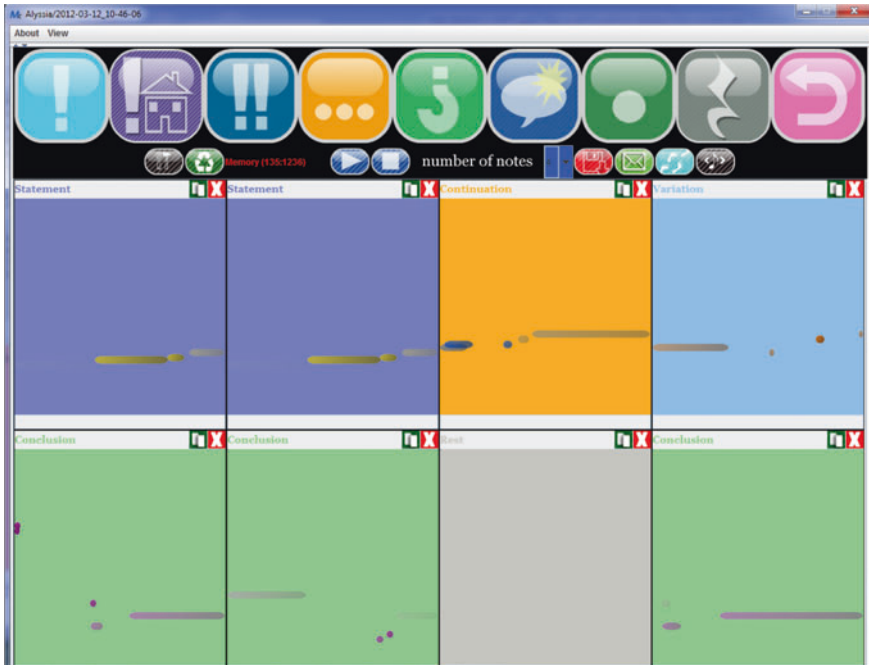 Alyssia/2012-03-12_10-46-06
About View
Memory (135:1236)
number of notes
Statement
Statement
Continuation
Variation
Conclusion
Conclusion
Rest
Conclusion